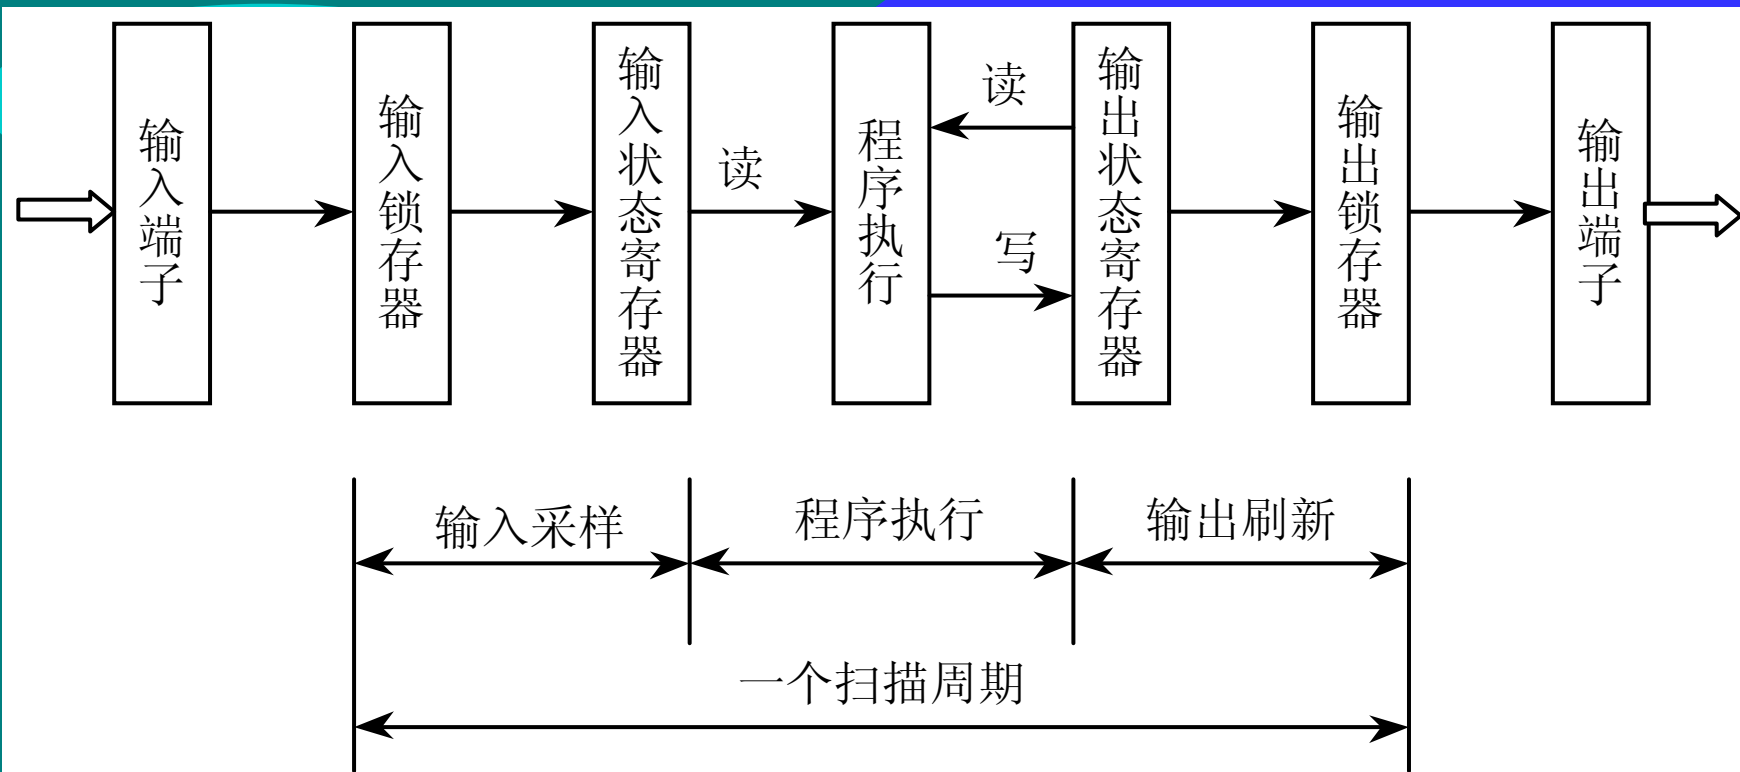 输入端子
输入锁存器
输入状态寄存器
读
程序执行
读
写
输出状态寄存器
输出锁存器
输出端子
输入采样
程序执行
输出刷新
一个扫描周期